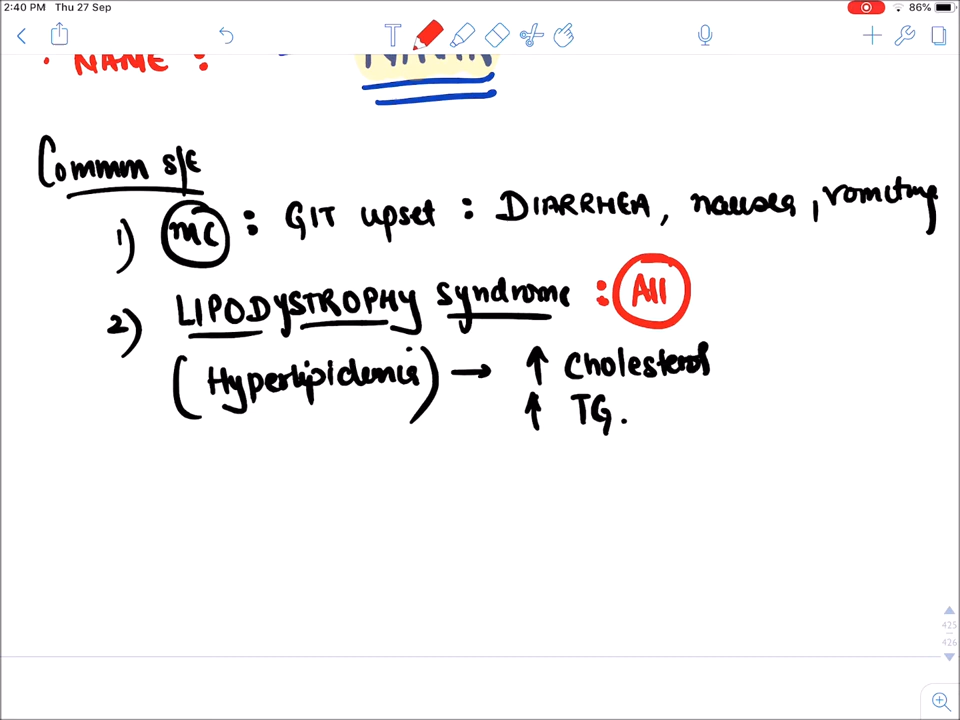 2:40 PM Thu 27 Sep 86%
T
• NAME :
Common s/E
1) mc : GIT upset : DIARRHEA, nausea, vomiting
2) LIPODYSTROPHY syndrome : All
(Hyperlipidemia) → ↑ Cholesterol
↑ TG.
425
426